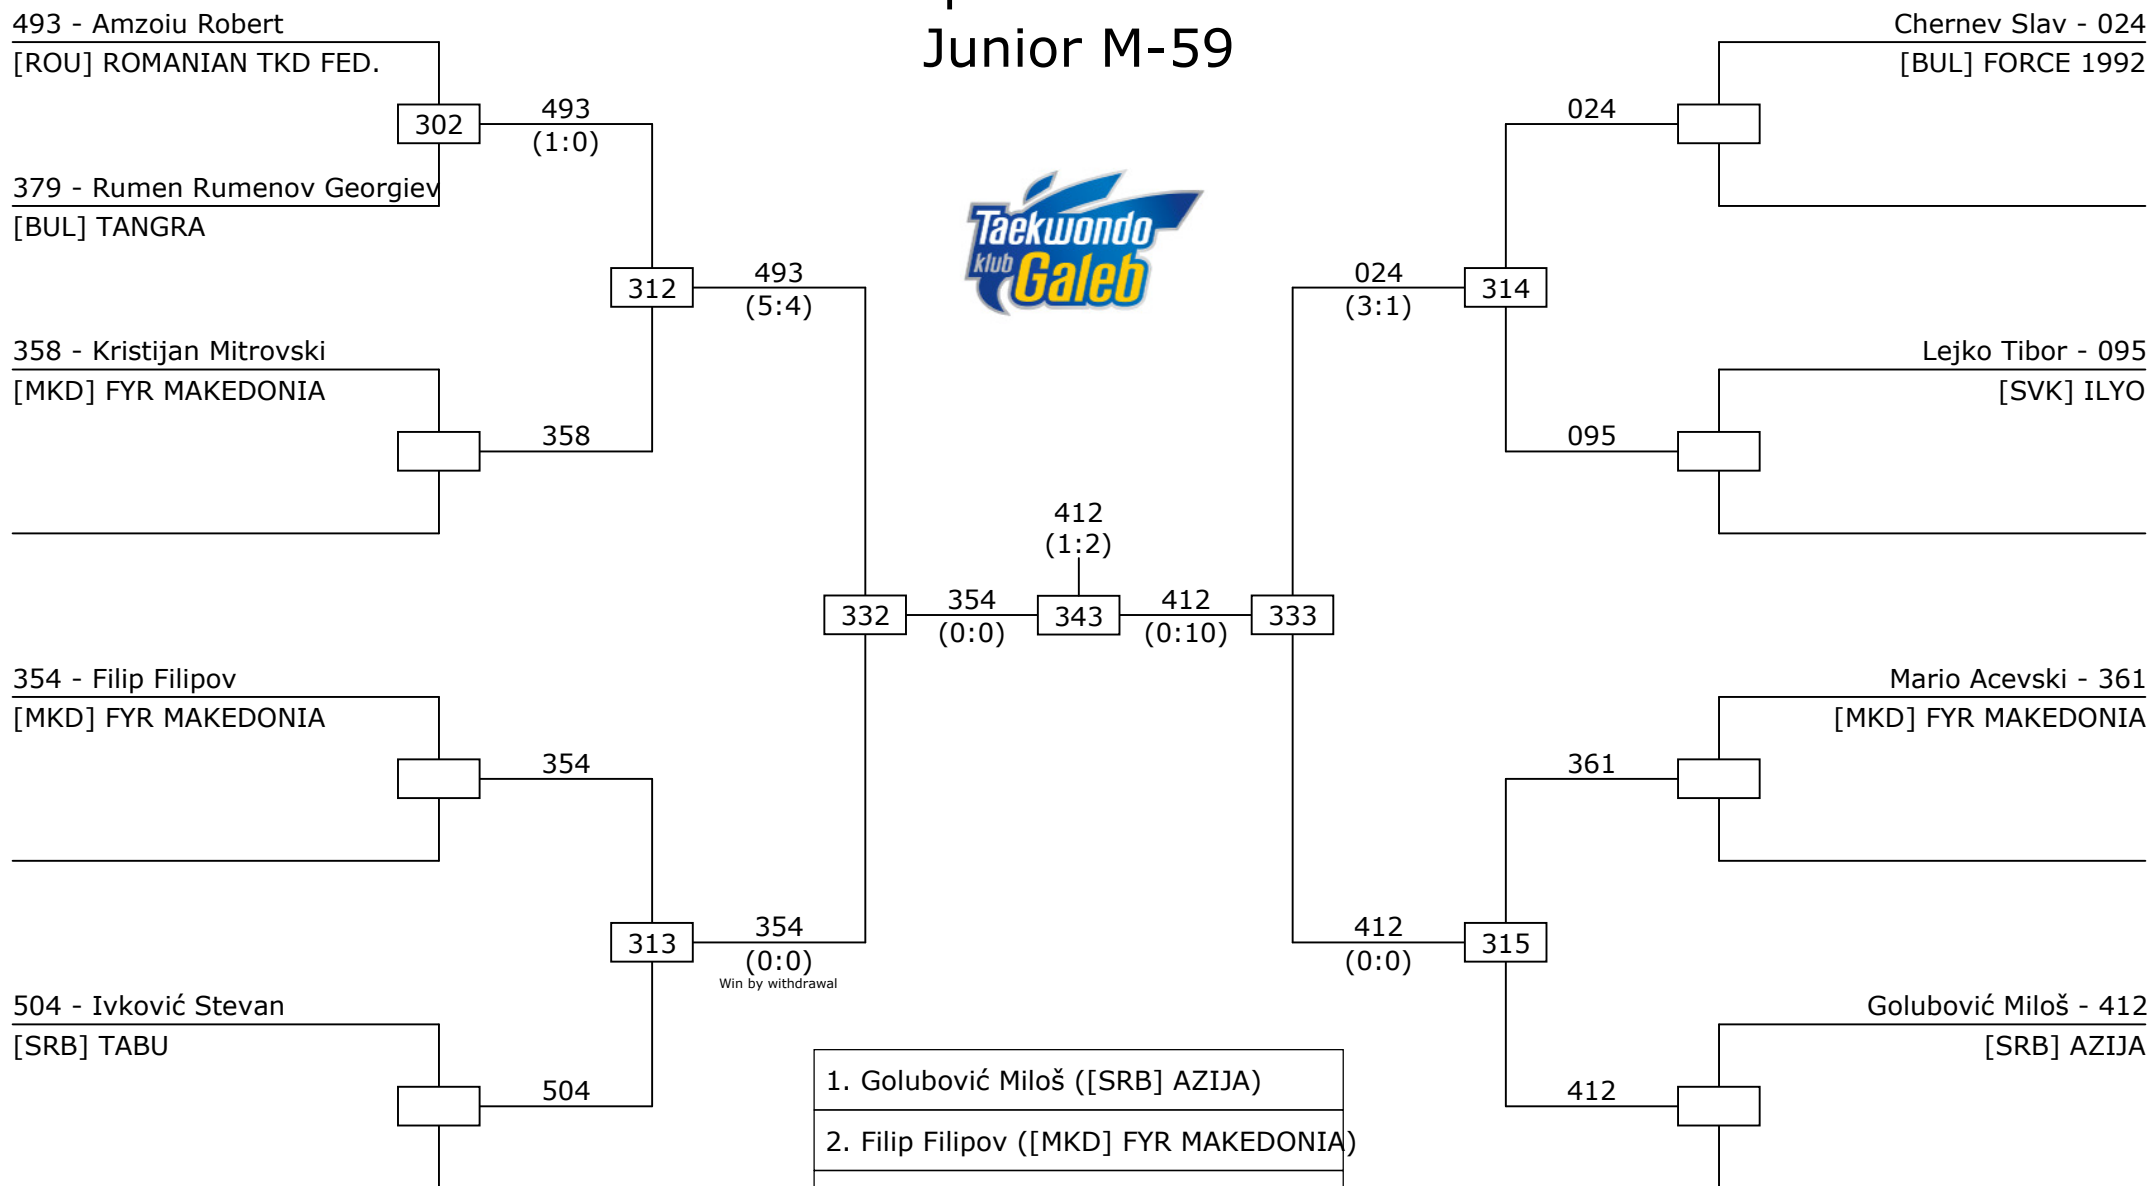 Junior M-59
493 - Amzoiu Robert
[ROU] ROMANIAN TKD FED.
302
493
(1:0)
379 - Rumen Rumenov Georgiev
[BUL] TANGRA
312
493
(5:4)
358 - Kristijan Mitrovski
[MKD] FYR MAKEDONIA
358
332
354
(0:0)
354 - Filip Filipov
[MKD] FYR MAKEDONIA
354
313
354
(0:0)
Win by withdrawal
504 - Ivković Stevan
[SRB] TABU
504
Taekwondo
klub Galeb
412
(1:2)
343
412
(0:10)
333
Chernev Slav - 024
[BUL] FORCE 1992
024
024
(3:1)
314
Lejko Tibor - 095
[SVK] ILYO
095
Mario Acevski - 361
[MKD] FYR MAKEDONIA
361
412
(0:0)
315
Golubović Miloš - 412
[SRB] AZIJA
412
1. Golubović Miloš ([SRB] AZIJA)
2. Filip Filipov ([MKD] FYR MAKEDONIA)